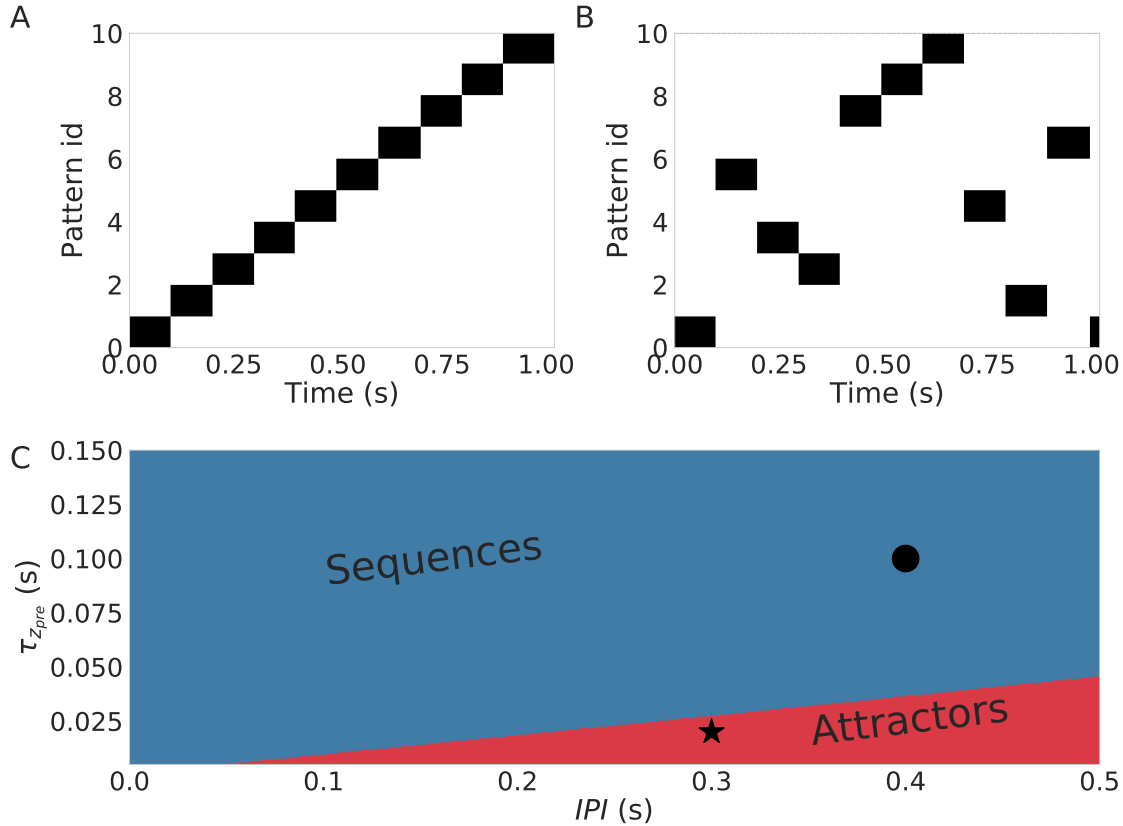 A
B
10
8
6
4
2
0
Pattern id
0.00 0.25 0.50 0.75 1.00
Time (s)
10
8
6
4
2
0
Pattern id
0.00 0.25 0.50 0.75 1.00
Time (s)
C
0.150
0.125
0.100
0.075
0.050
0.025
τzpre (s)
Sequences
Attractors
0.0 0.1 0.2 0.3 0.4 0.5
IPI (s)